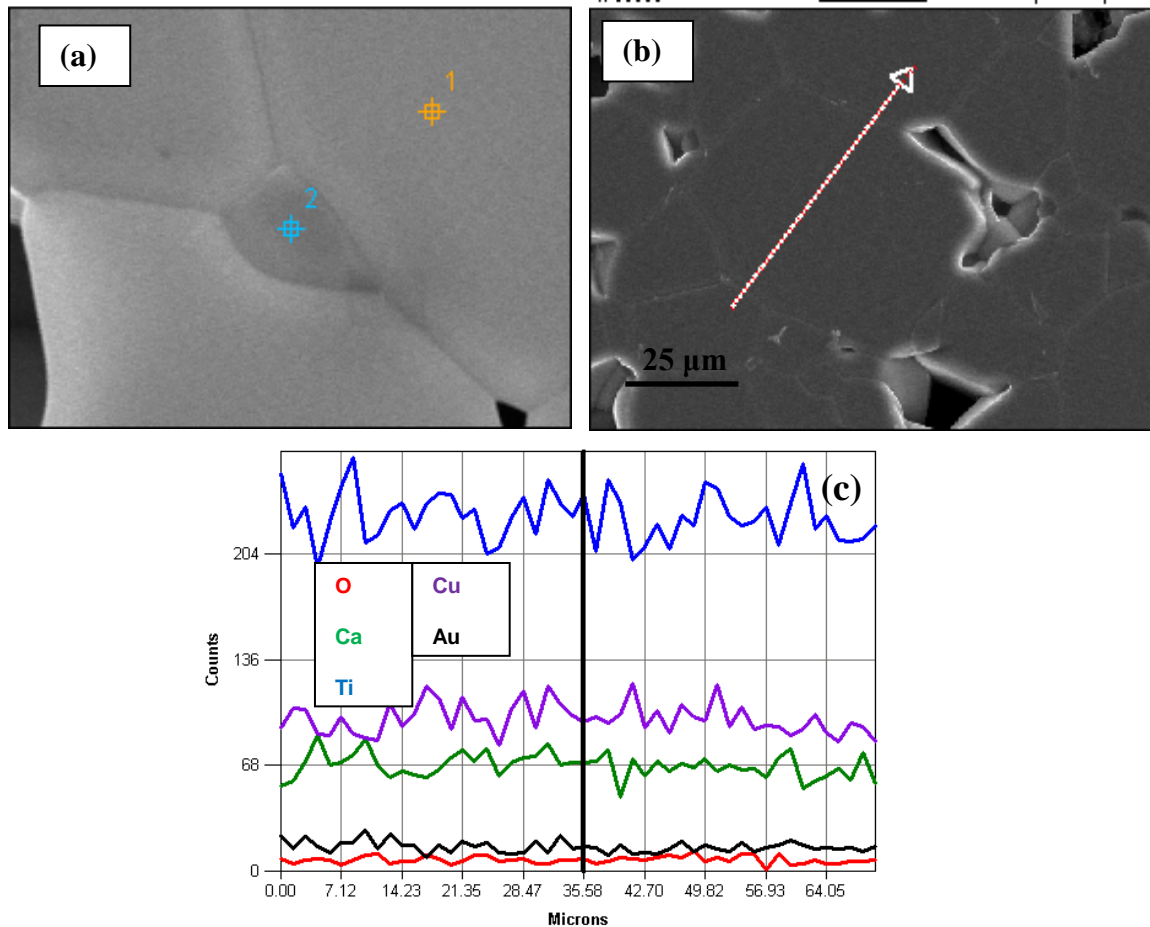 (a)
1
2
(b)
25 µm
(c)
Counts
204
136
68
0
O
Ca
Ti
Cu
Au
0.00 7.12 14.23 21.35 28.47 35.58 42.70 49.82 56.93 64.05
Microns